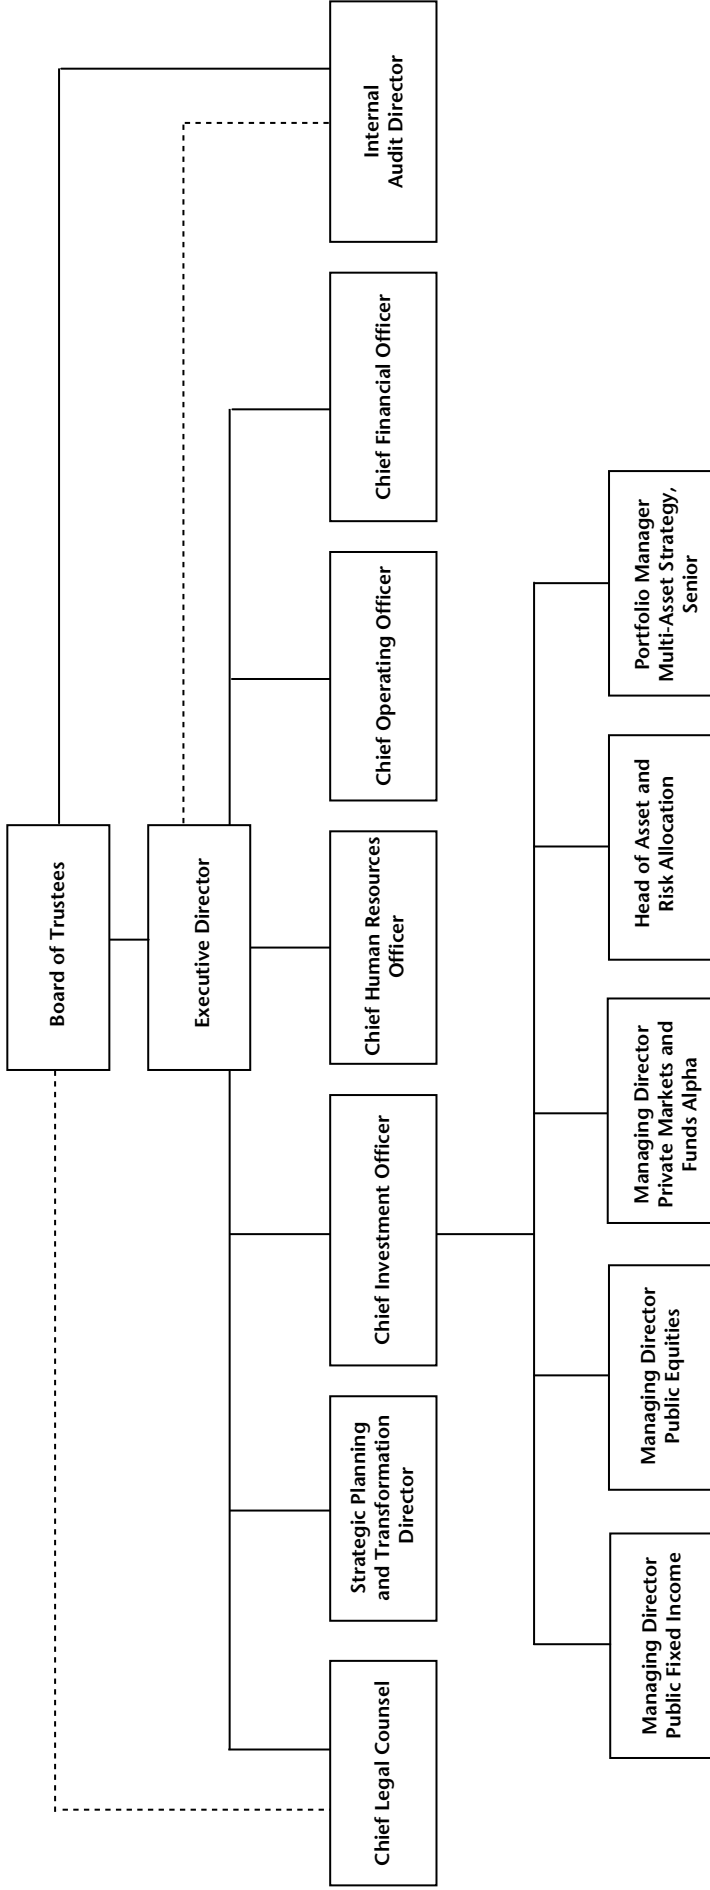 Board of Trustees
Executive Director
Chief Legal Counsel
Strategic Planning
and Transformation
Director
Chief Investment Officer
Chief Human Resources
Officer
Chief Operating Officer
Chief Financial Officer
Internal
Audit Director
Managing Director
Public Fixed Income
Managing Director
Public Equities
Managing Director
Private Markets and
Funds Alpha
Head of Asset and
Risk Allocation
Portfolio Manager
Multi-Asset Strategy,
Senior